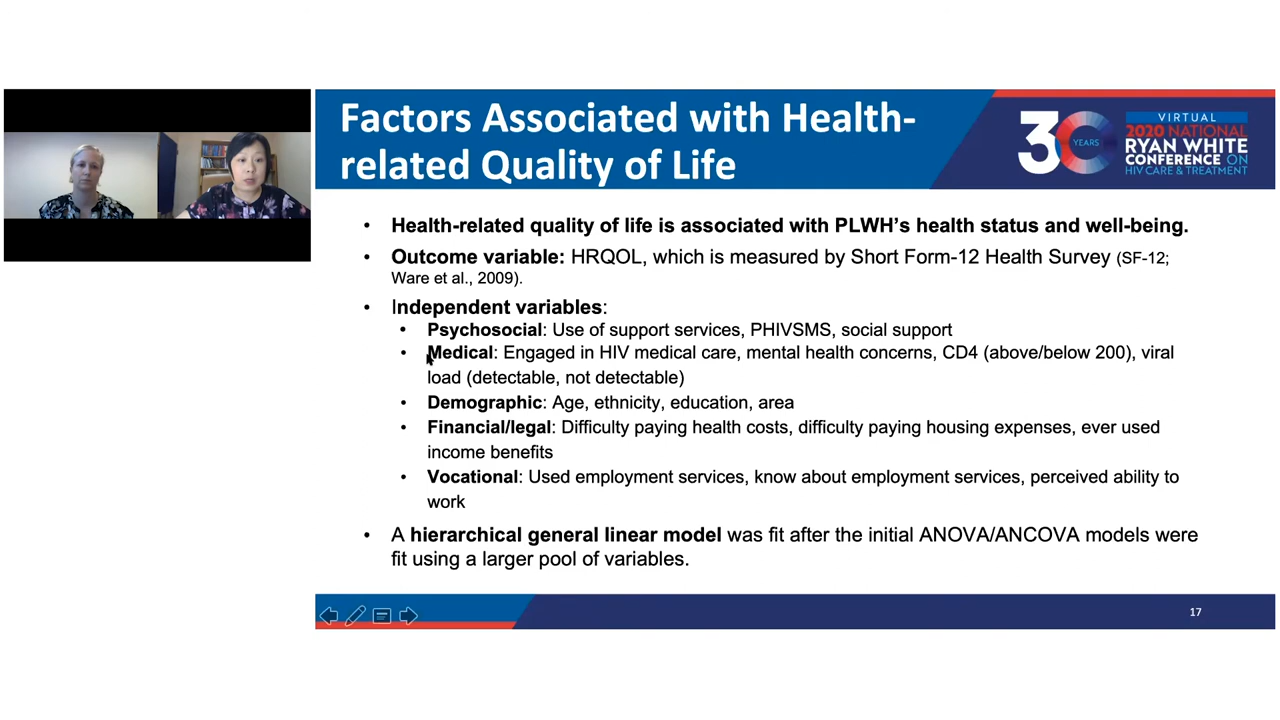 Factors Associated with Health-
related Quality of Life
30
YEARS
VIRTUAL
2020 NATIONAL
RYAN WHITE
CONFERENCE ON
HIV CARE & TREATMENT
• Health-related quality of life is associated with PLWH’s health status and well-being.
• Outcome variable: HRQOL, which is measured by Short Form-12 Health Survey (SF-12;
Ware et al., 2009).
• Independent variables:
• Psychosocial: Use of support services, PHIVSMS, social support
• Medical: Engaged in HIV medical care, mental health concerns, CD4 (above/below 200), viral
load (detectable, not detectable)
• Demographic: Age, ethnicity, education, area
• Financial/legal: Difficulty paying health costs, difficulty paying housing expenses, ever used
income benefits
• Vocational: Used employment services, know about employment services, perceived ability to
work
• A hierarchical general linear model was fit after the initial ANOVA/ANCOVA models were
fit using a larger pool of variables.
17